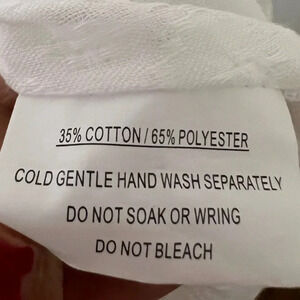 35% COTTON / 65% POLYESTER
COLD GENTLE HAND WASH SEPARATELY
DO NOT SOAK OR WRING
DO NOT BLEACH